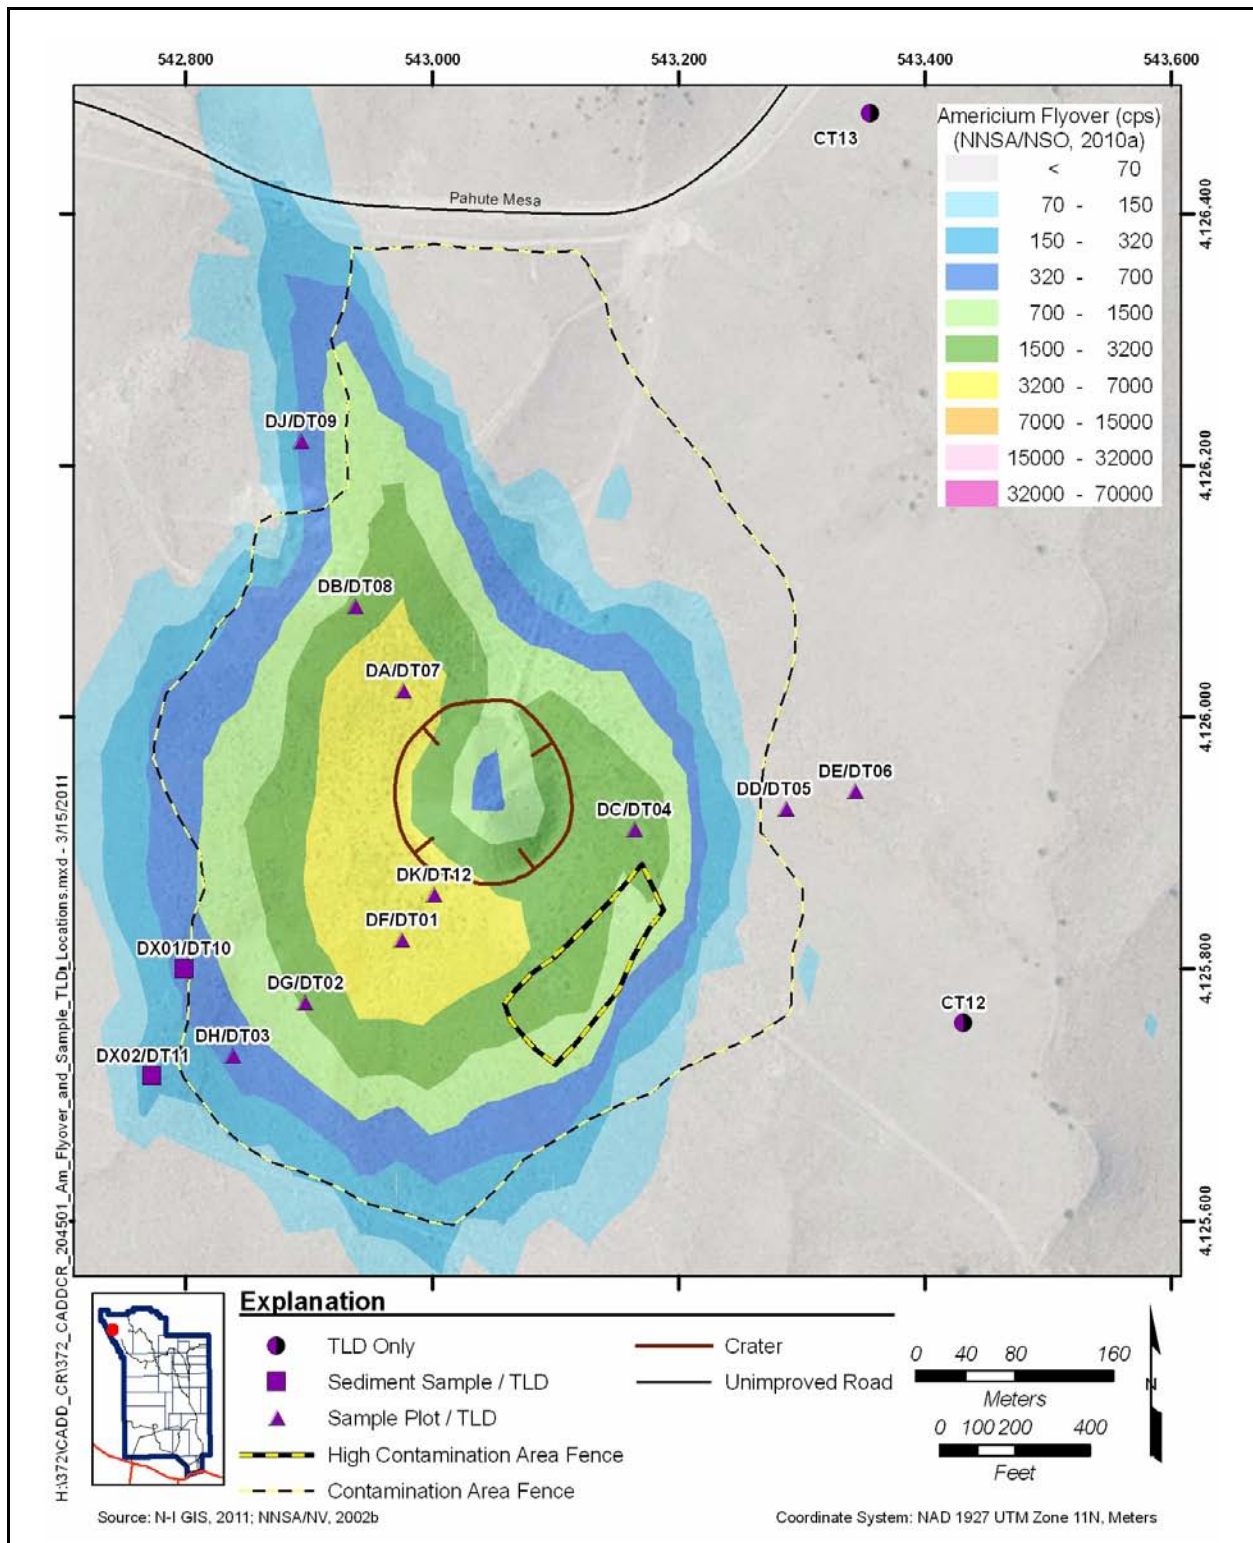 542,800 543,000 543,200 543,400 543,600
CT13
Americium Flyover (cps)
(NNSA/NSO, 2010a)
< 70
70 - 150
150 - 320
320 - 700
700 - 1500
1500 - 3200
3200 - 7000
7000 - 15000
15000 - 32000
32000 - 70000
Pahute Mesa
4,126,400
DJ/DT09
4,126,200
DB/DT08
DA/DT07
4,126,000
DE/DT06
DD/DT05
DC/DT04
DK/DT12
DF/DT01
DX01/DT10
4,125,800
DG/DT02
CT12
DH/DT03
DX02/DT11
4,125,600
H:\372\CADD_CR\372_CADDCR_204501_Am_Flyover_and_Sample_TLD_Locations.mxd - 3/15/2011
Explanation
TLD Only
Sediment Sample / TLD
Sample Plot / TLD
High Contamination Area Fence
Contamination Area Fence
Crater
Unimproved Road
0 40 80 160
Meters
0 100 200 400
Feet
N
Source: N-I GIS, 2011; NNSA/NV, 2002b
Coordinate System: NAD 1927 UTM Zone 11N, Meters